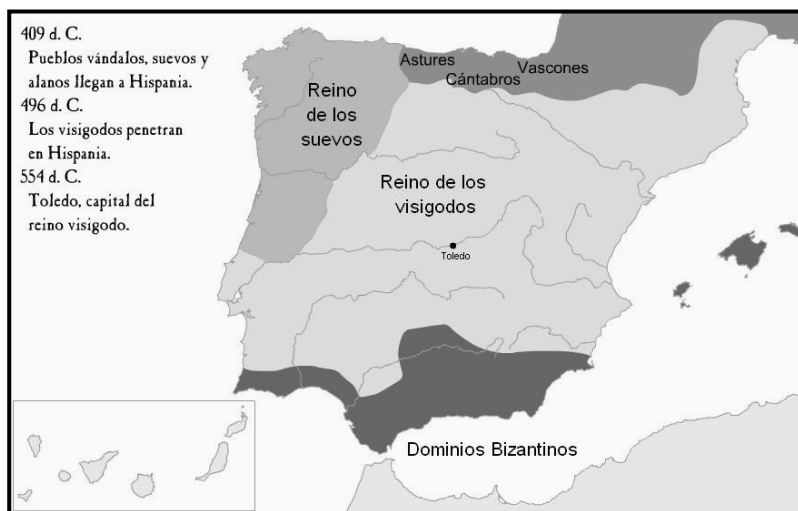 409 d. C.
Pueblos vándalos, suevos y
alanos llegan a Hispania.
496 d. C.
Los visigodos penetran
en Hispania.
554 d. C.
Toledo, capital del
reino visigodo.
Astures
Cántabros
Vascones
Reino
de los
suevos
Reino de los
visigodos
Toledo
Dominios Bizantinos